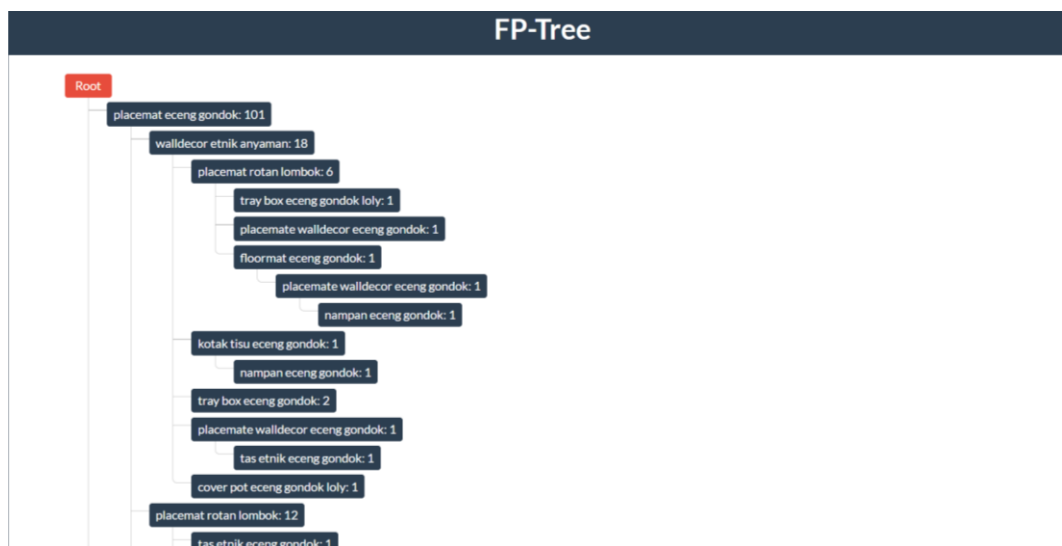 FP-Tree
Root
placemat eceng gondok: 101
walldecor etnik anyaman: 18
placemat rotan lombok: 6
tray box eceng gondok loly: 1
placemate walldecor eceng gondok: 1
floormat eceng gondok: 1
placemate walldecor eceng gondok: 1
nampan eceng gondok: 1
kotak tisu eceng gondok: 1
nampan eceng gondok: 1
tray box eceng gondok: 2
placemate walldecor eceng gondok: 1
tas etnik eceng gondok: 1
cover pot eceng gondok loly: 1
placemat rotan lombok: 12
tas etnik eceng gondok: 1